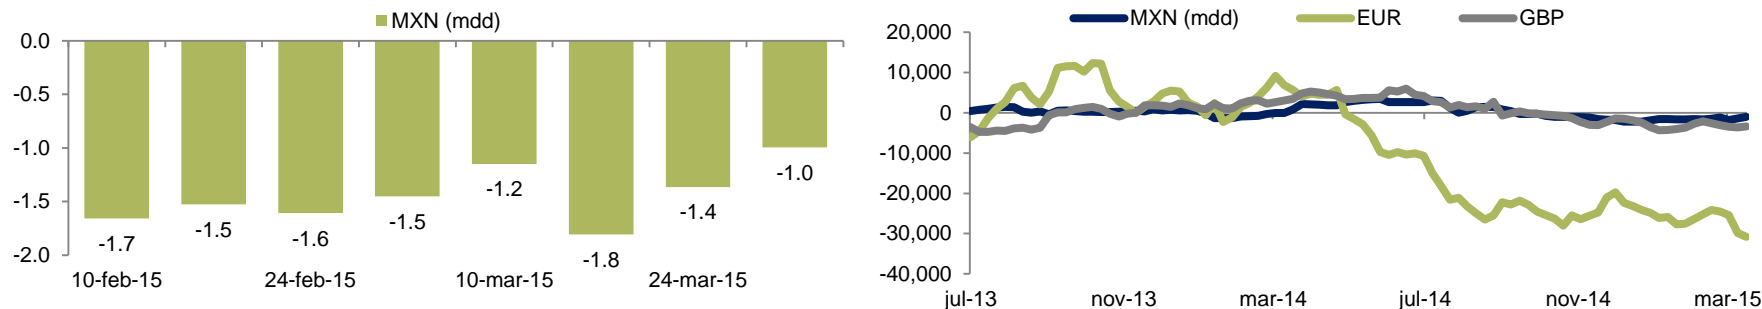 MXN (mdd)
0.0
-0.5
-1.0
-1.5
-2.0
-1.7
-1.5
-1.6
-1.5
-1.2
-1.8
-1.4
-1.0
10-feb-15
24-feb-15
10-mar-15
24-mar-15
MXN (mdd) EUR GBP
20,000
10,000
0
-10,000
-20,000
-30,000
-40,000
jul-13 nov-13 mar-14 jul-14 nov-14 mar-15